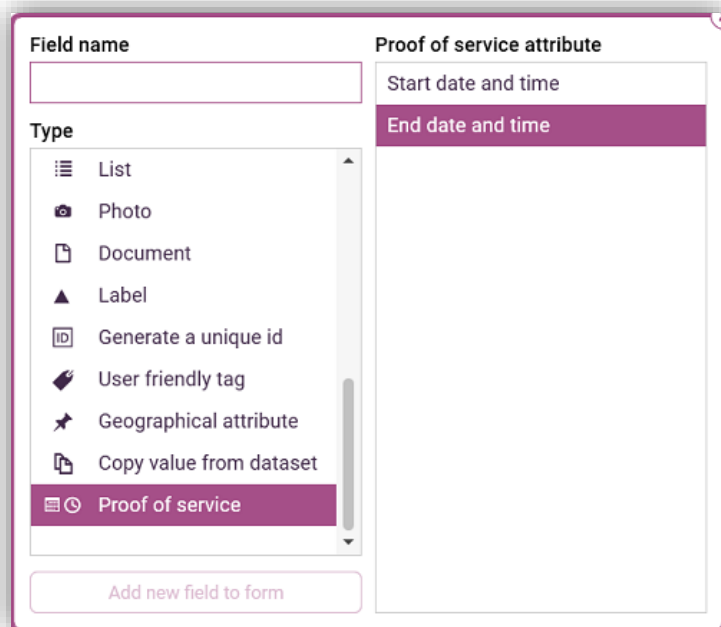 Field name
Type
List
Photo
Document
Label
ID Generate a unique id
User friendly tag
Geographical attribute
Copy value from dataset
Proof of service
Add new field to form
Proof of service attribute
Start date and time
End date and time